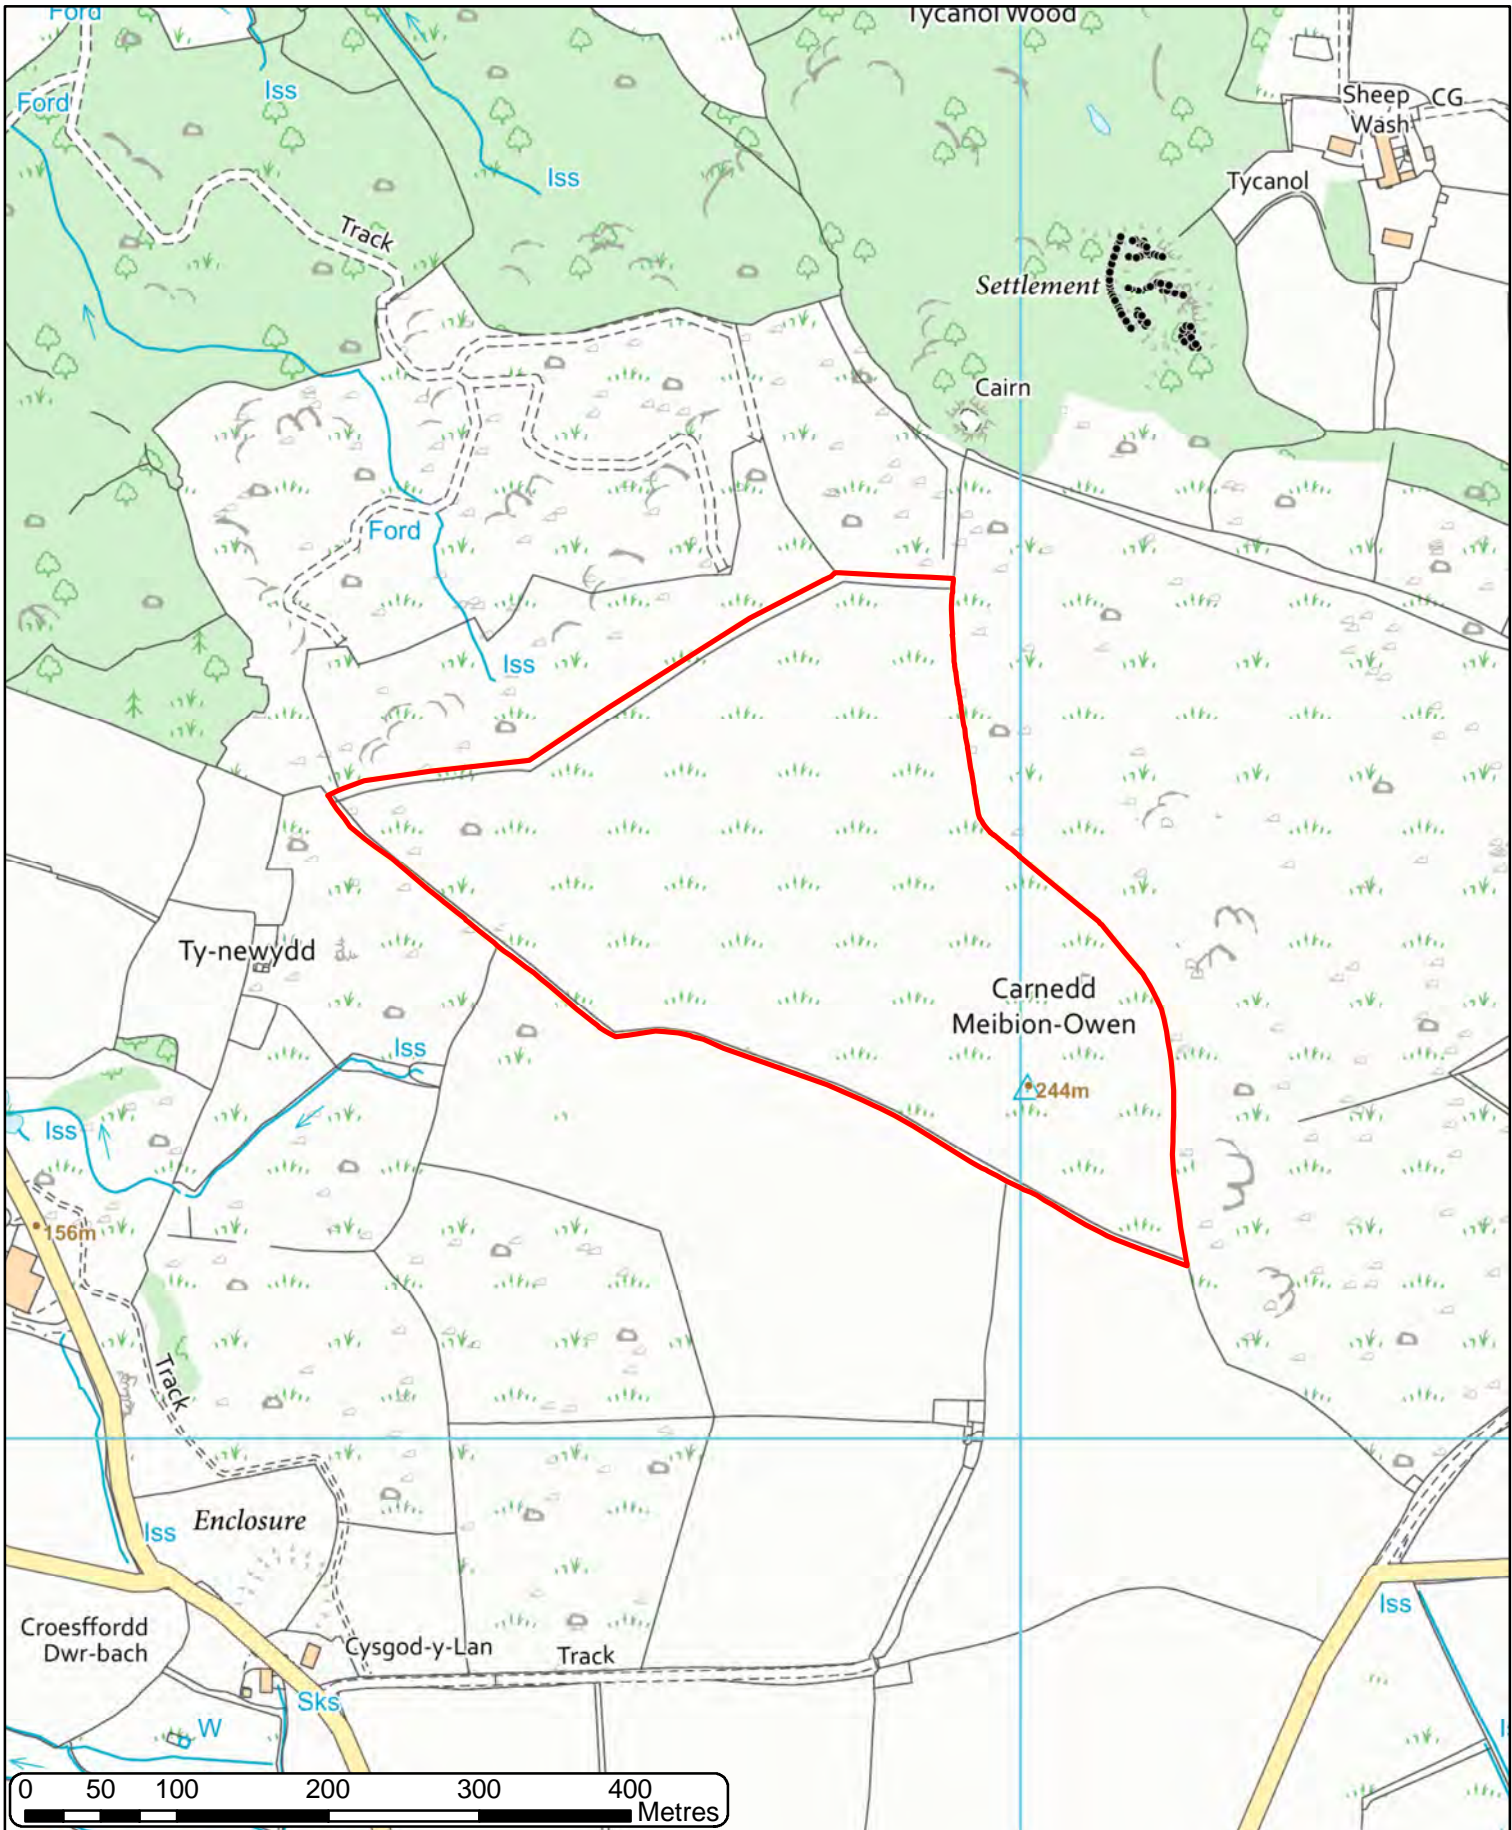 Ford
Tycanol Wood
Iss
Ford
Sheep CG
Wash
Iss
Tycanol
Track
Settlement
Cairn
Ford
Iss
Ty-newydd
Carnedd
Meibion-Owen
Iss
244m
Iss
156m
Track
Enclosure
Iss
Croesffordd
Dwr-bach
Iss
Cysgod-y-Lan
Track
Sks
W
0 50 100 200 300 400
Metres